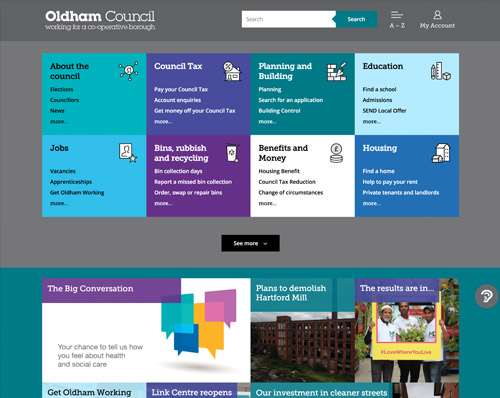 Oldham Council
working for a co-operative borough
Search
Search
A – Z
My Account
About the council
Elections
Councillors
News
more...
Council Tax
Pay your Council Tax
Account enquiries
Get money off your Council Tax
more...
Planning and Building
Planning
Search for an application
Building Control
more...
Education
Find a school
Admissions
SEND Local Offer
more...
Jobs
Vacancies
Apprenticeships
Get Oldham Working
more...
Bins, rubbish and recycling
Bin collection days
Report a missed bin collection
Order, swap or repair bins
more...
Benefits and Money
Housing Benefit
Council Tax Reduction
Change of circumstances
more...
Housing
Find a home
Help to pay your rent
Private tenants and landlords
more...
See more
The Big Conversation
Your chance to tell us how
you feel about health
and social care
Plans to demolish
Hartford Mill
The results are in...
#LoveWhereYouLive
Get Oldham Working
Link Centre reopens
Our investment in cleaner streets